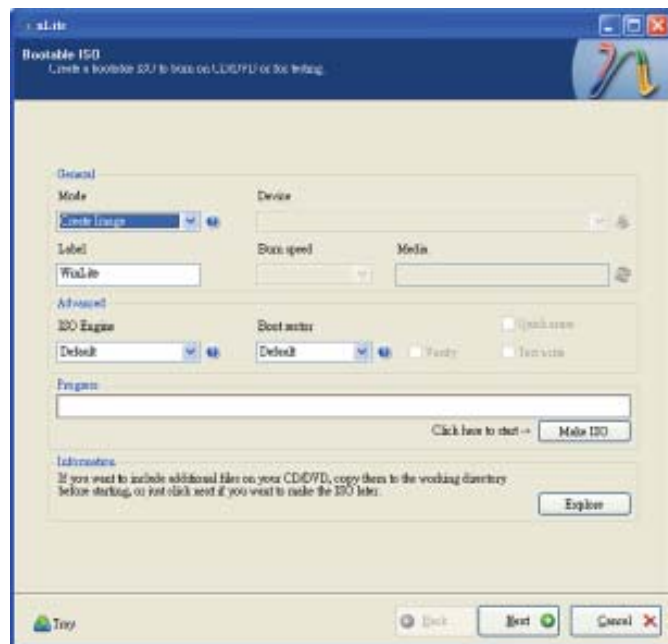 nLite
Bootable ISO
Create a bootable ISO to burn on CD/DVD or for testing.
General
Mode
Device
Create Image
Label
Burn speed
Media
WinLite
Advanced
ISO Engine
Boot sector
Quick erase
Default
Default
Verify
Test write
Progress
Click here to start -> Make ISO
Information
If you want to include additional files on your CD/DVD, copy them to the working directory
before starting, or just click next if you want to make the ISO later.
Explore
Tray
Back
Next
Cancel